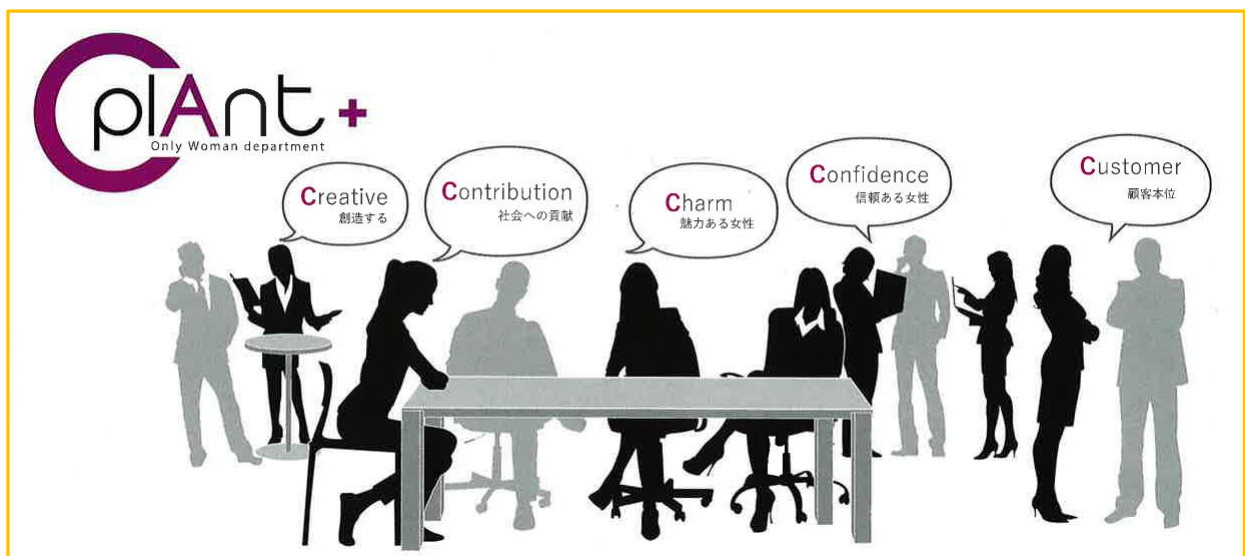 C plAnt +
Only Woman department
Creative
創造する
Contribution
社会への貢献
Charm
魅力ある女性
Confidence
信頼ある女性
Customer
顧客本位